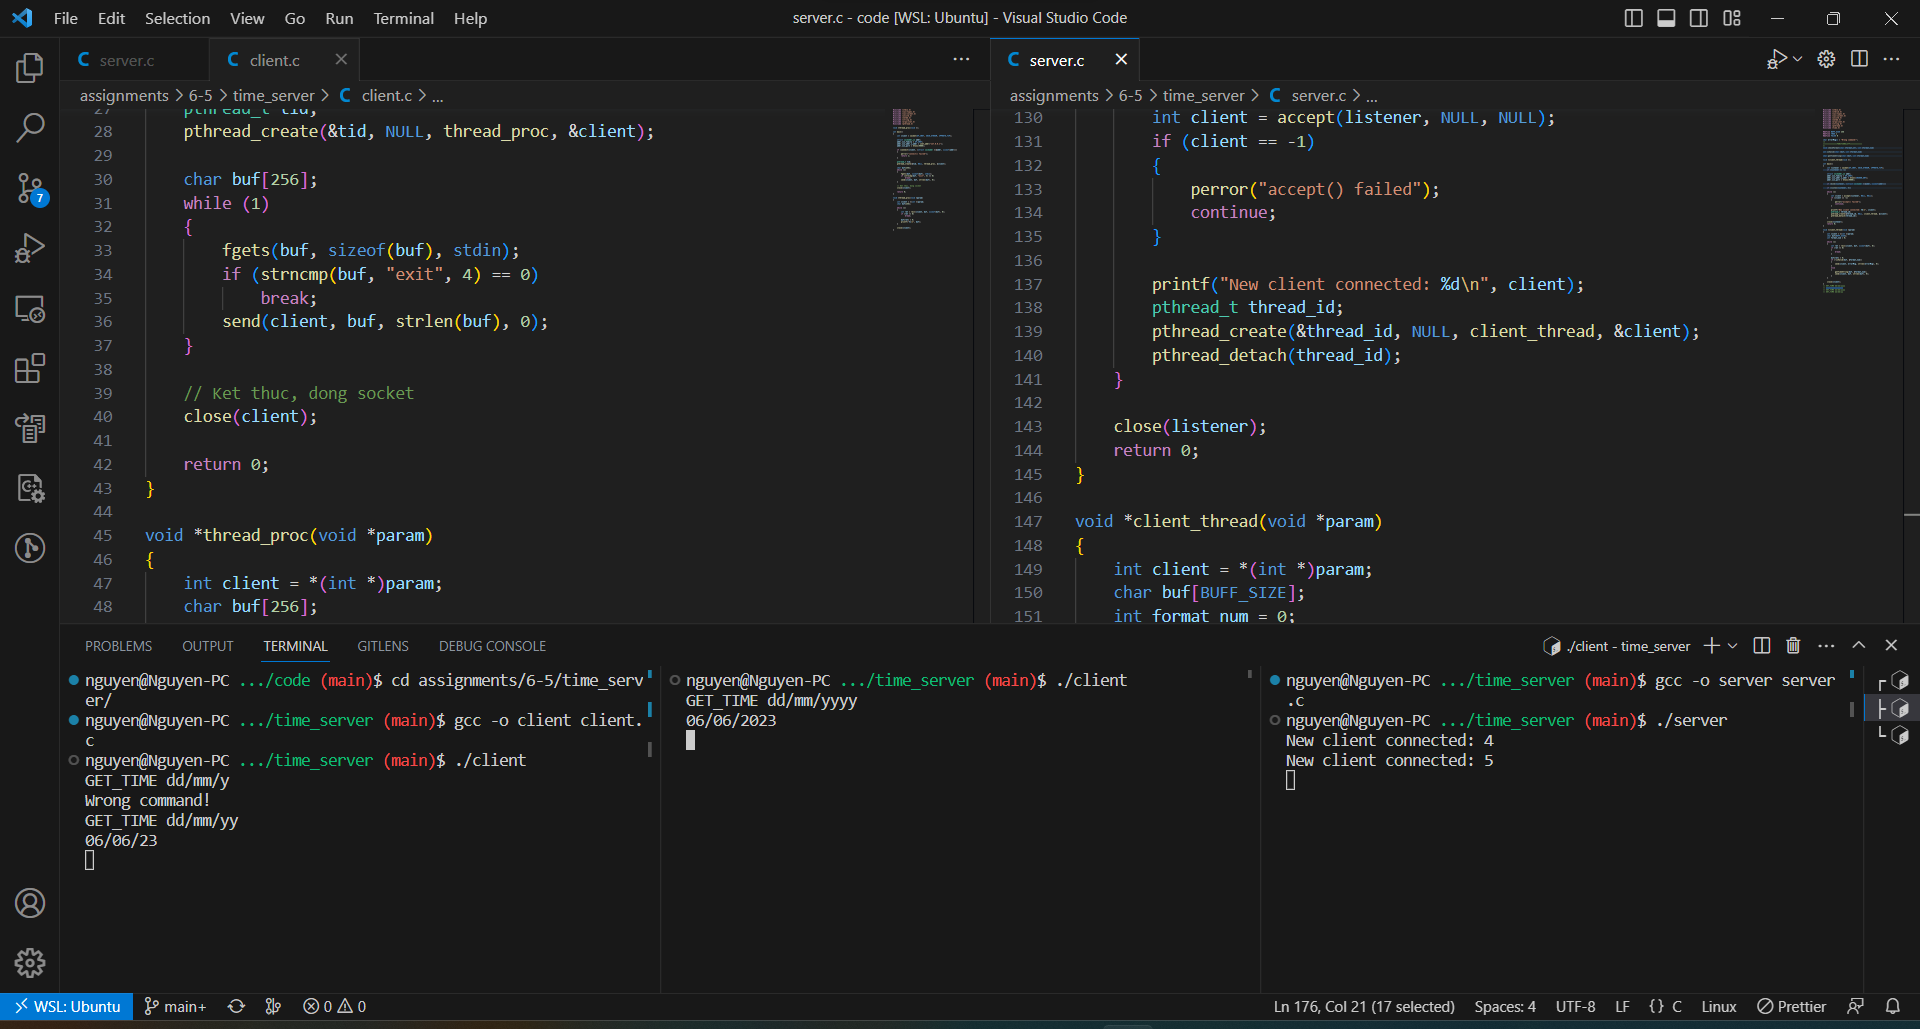 File Edit Selection View Go Run Terminal Help
server.c - code [WSL: Ubuntu] - Visual Studio Code
server.c
client.c
assignments > 6-5 > time_server > C client.c > ...
27 pthread_t tid;
28 pthread_create(&tid, NULL, thread_proc, &client);
29
30 char buf[256];
31 while (1)
32 {
33 fgets(buf, sizeof(buf), stdin);
34 if (strncmp(buf, "exit", 4) == 0)
35 break;
36 send(client, buf, strlen(buf), 0);
37 }
38
39 // Ket thuc, dong socket
40 close(client);
41
42 return 0;
43 }
44
45 void *thread_proc(void *param)
46 {
47 int client = *(int *)param;
48 char buf[256];
server.c
assignments > 6-5 > time_server > C server.c > ...
130 int client = accept(listener, NULL, NULL);
131 if (client == -1)
132 {
133 perror("accept() failed");
134 continue;
135 }
136
137 printf("New client connected: %d\n", client);
138 pthread_t thread_id;
139 pthread_create(&thread_id, NULL, client_thread, &client);
140 pthread_detach(thread_id);
141 }
142
143 close(listener);
144 return 0;
145 }
146
147 void *client_thread(void *param)
148 {
149 int client = *(int *)param;
150 char buf[BUFF_SIZE];
151 int format_num = 0;
7
PROBLEMS OUTPUT TERMINAL GITLENS DEBUG CONSOLE
./client - time_server
nguyen@Nguyen-PC .../code (main)$ cd assignments/6-5/time_serv
er/
nguyen@Nguyen-PC .../time_server (main)$ gcc -o client client.
c
nguyen@Nguyen-PC .../time_server (main)$ ./client
GET_TIME dd/mm/y
Wrong command!
GET_TIME dd/mm/yy
06/06/23
nguyen@Nguyen-PC .../time_server (main)$ ./client
GET_TIME dd/mm/yyyy
06/06/2023
nguyen@Nguyen-PC .../time_server (main)$ gcc -o server server
.c
nguyen@Nguyen-PC .../time_server (main)$ ./server
New client connected: 4
New client connected: 5
WSL: Ubuntu main+ 0 0
Ln 176, Col 21 (17 selected) Spaces: 4 UTF-8 LF {} C Linux Prettier